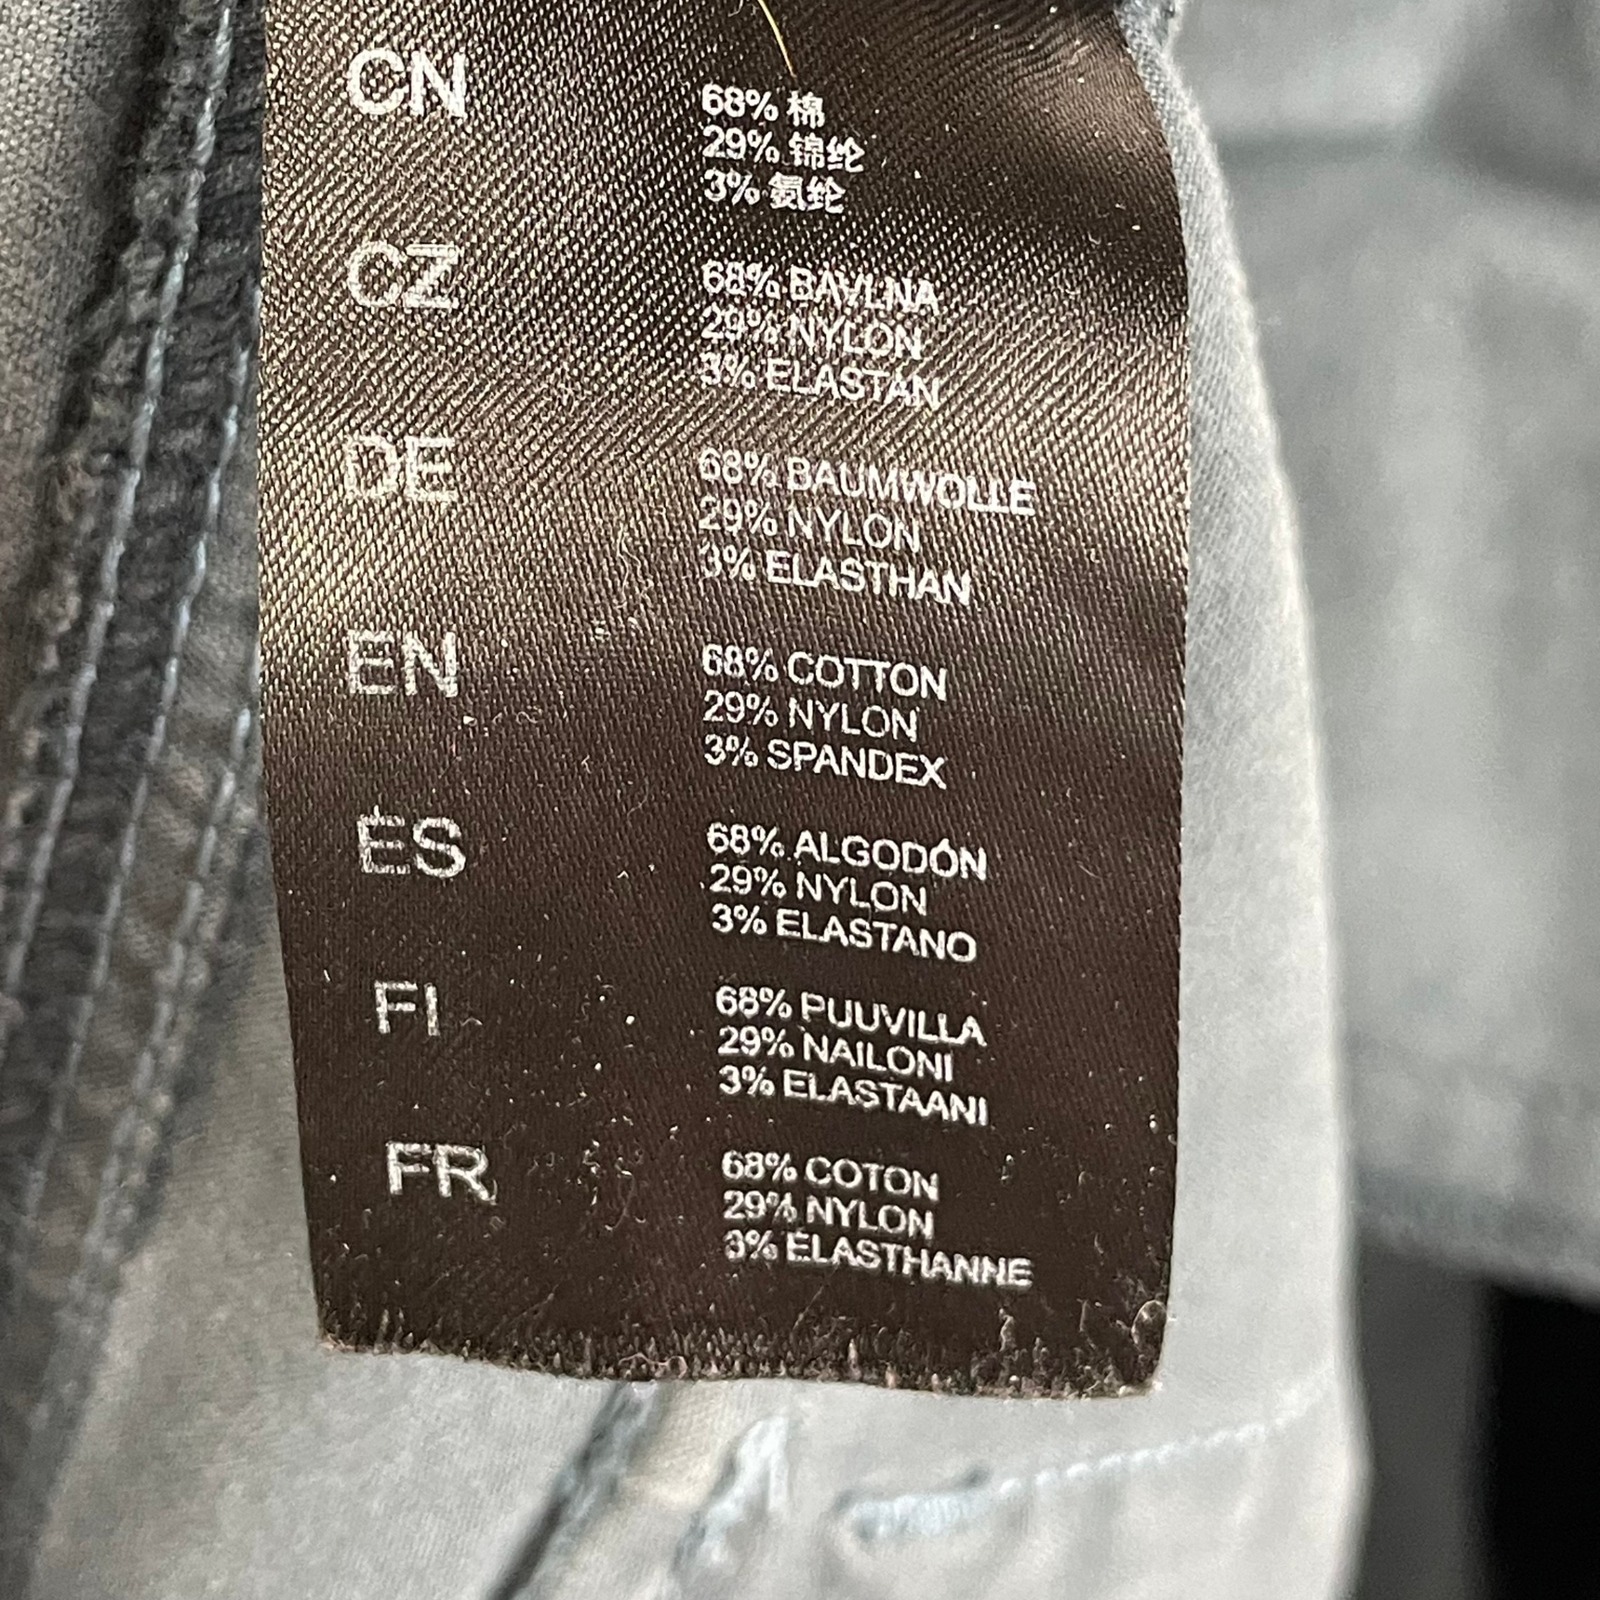 CN
68% 棉
29% 锦纶
3% 氨纶
CZ
68% BAVLNA
29% NYLON
3% ELASTAN
DE
68% BAUMWOLLE
29% NYLON
3% ELASTHAN
EN
68% COTTON
29% NYLON
3% SPANDEX
ES
68% ALGODÓN
29% NYLON
3% ELASTANO
FI
68% PUUVILLA
29% NAILONI
3% ELASTAANI
FR
68% COTON
29% NYLON
3% ELASTHANNE